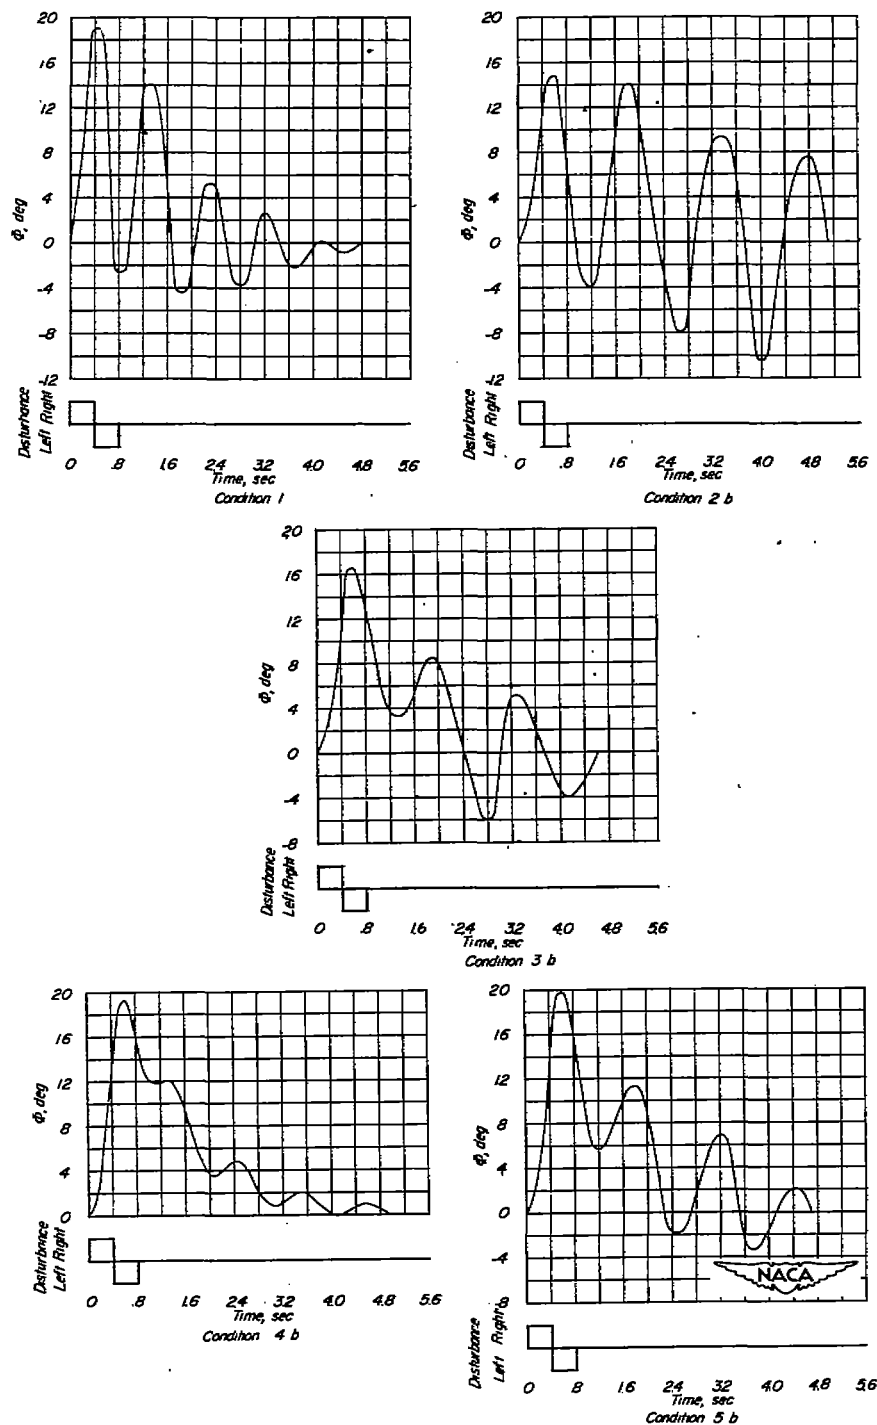 20
16
12
8
4
0
-4
-8
-12
Φ, deg
Disturbance
Left Right
0 .8 1.6 2.4 3.2 4.0 4.8 5.6
Time, sec
Condition 1
20
16
12
8
4
0
-4
-8
-12
Φ, deg
Disturbance
Left Right
0 .8 1.6 2.4 3.2 4.0 4.8 5.6
Time, sec
Condition 2 b
20
16
12
8
4
0
-4
-8
Φ, deg
Disturbance
Left Right
0 .8 1.6 2.4 3.2 4.0 4.8 5.6
Time, sec
Condition 3 b
20
16
12
8
4
0
Φ, deg
Disturbance
Left Right
0 .8 1.6 2.4 3.2 4.0 4.8 5.6
Time, sec
Condition 4 b
20
16
12
8
4
0
-4
-8
Φ, deg
NACA
Disturbance
Left Right
0 .8 1.6 2.4 3.2 4.0 4.8 5.6
Time, sec
Condition 5 b